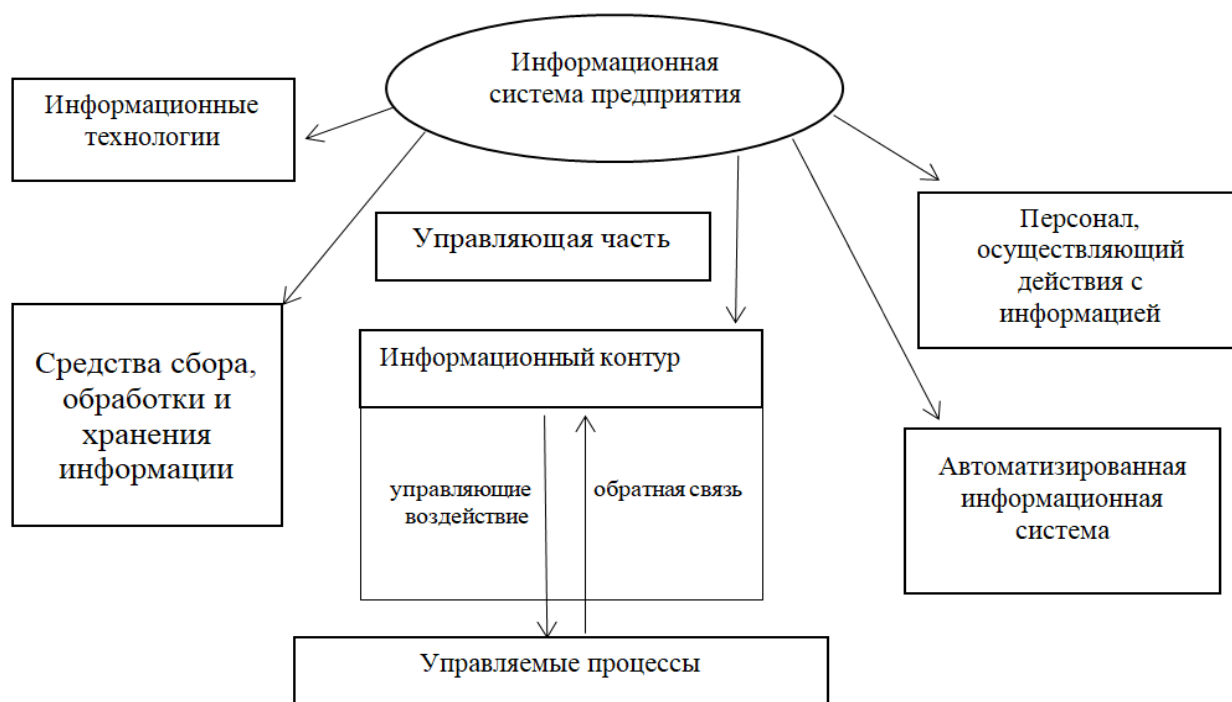 Информационная
система предприятия
Информационные
технологии
Управляющая часть
Персонал,
осуществляющий
действия с
информацией
Средства сбора,
обработки и
хранения
информации
Информационный контур
управляющие
воздействие
обратная связь
Автоматизированная
информационная
система
Управляемые процессы